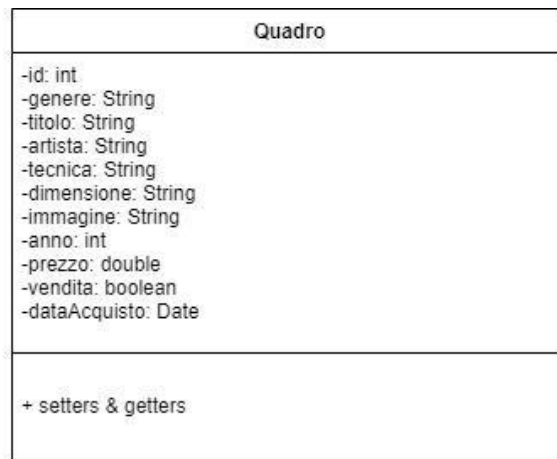 Quadro
-id: int
-genere: String
-titolo: String
-artista: String
-tecnica: String
-dimensione: String
-immagine: String
-anno: int
-prezzo: double
-vendita: boolean
-dataAcquisto: Date
+ setters & getters